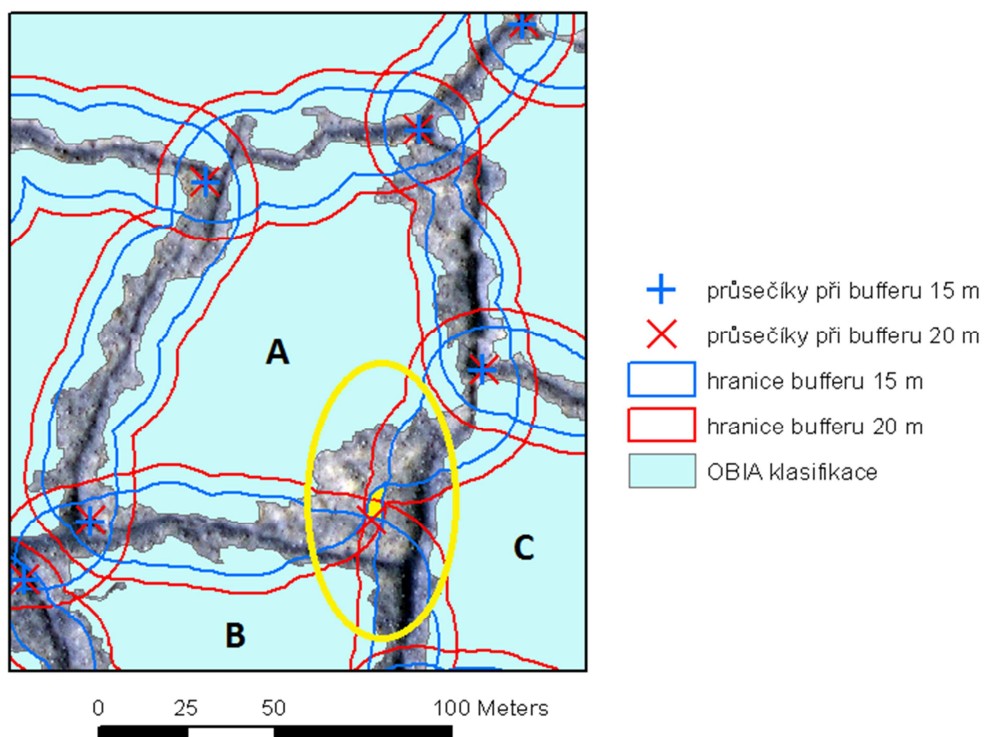 A
B
C
průsečíky při bufferu 15 m
průsečíky při bufferu 20 m
hranice bufferu 15 m
hranice bufferu 20 m
OBIA klasifikace
0 25 50 100 Meters